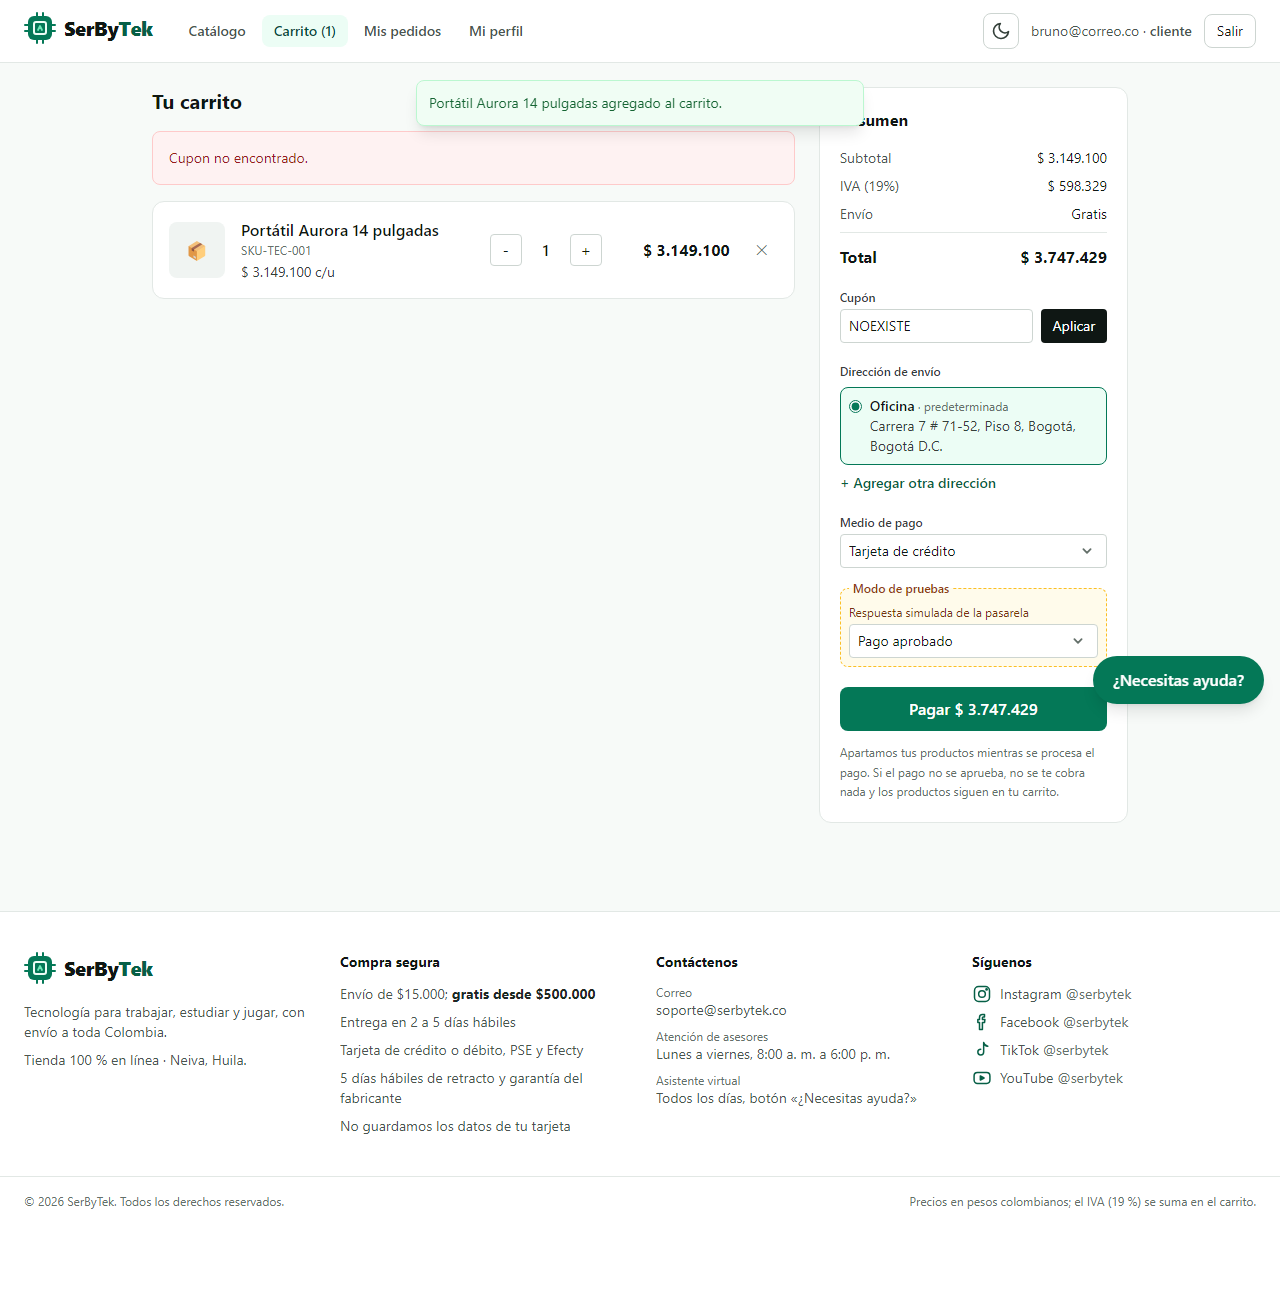 SerByTek
Catálogo
Carrito (1)
Mis pedidos
Mi perfil
bruno@correo.co · cliente
Salir
Portátil Aurora 14 pulgadas agregado al carrito.
Tu carrito
Cupon no encontrado.
Portátil Aurora 14 pulgadas
SKU-TEC-001
$ 3.149.100 c/u
-
1
+
$ 3.149.100
sumen
Subtotal $ 3.149.100
IVA (19%) $ 598.329
Envío Gratis
Total $ 3.747.429
Cupón
NOEXISTE
Aplicar
Dirección de envío
Oficina · predeterminada
Carrera 7 # 71-52, Piso 8, Bogotá,
Bogotá D.C.
+ Agregar otra dirección
Medio de pago
Tarjeta de crédito
Modo de pruebas
Respuesta simulada de la pasarela
Pago aprobado
¿Necesitas ayuda?
Pagar $ 3.747.429
Apartamos tus productos mientras se procesa el
pago. Si el pago no se aprueba, no se te cobra
nada y los productos siguen en tu carrito.
SerByTek
Tecnología para trabajar, estudiar y jugar, con
envío a toda Colombia.
Tienda 100 % en línea · Neiva, Huila.
Compra segura
Envío de $15.000; gratis desde $500.000
Entrega en 2 a 5 días hábiles
Tarjeta de crédito o débito, PSE y Efecty
5 días hábiles de retracto y garantía del
fabricante
No guardamos los datos de tu tarjeta
Contáctenos
Correo
soporte@serbytek.co
Atención de asesores
Lunes a viernes, 8:00 a. m. a 6:00 p. m.
Asistente virtual
Todos los días, botón «¿Necesitas ayuda?»
Síguenos
Instagram @serbytek
Facebook @serbytek
TikTok @serbytek
YouTube @serbytek
© 2026 SerByTek. Todos los derechos reservados.
Precios en pesos colombianos; el IVA (19 %) se suma en el carrito.